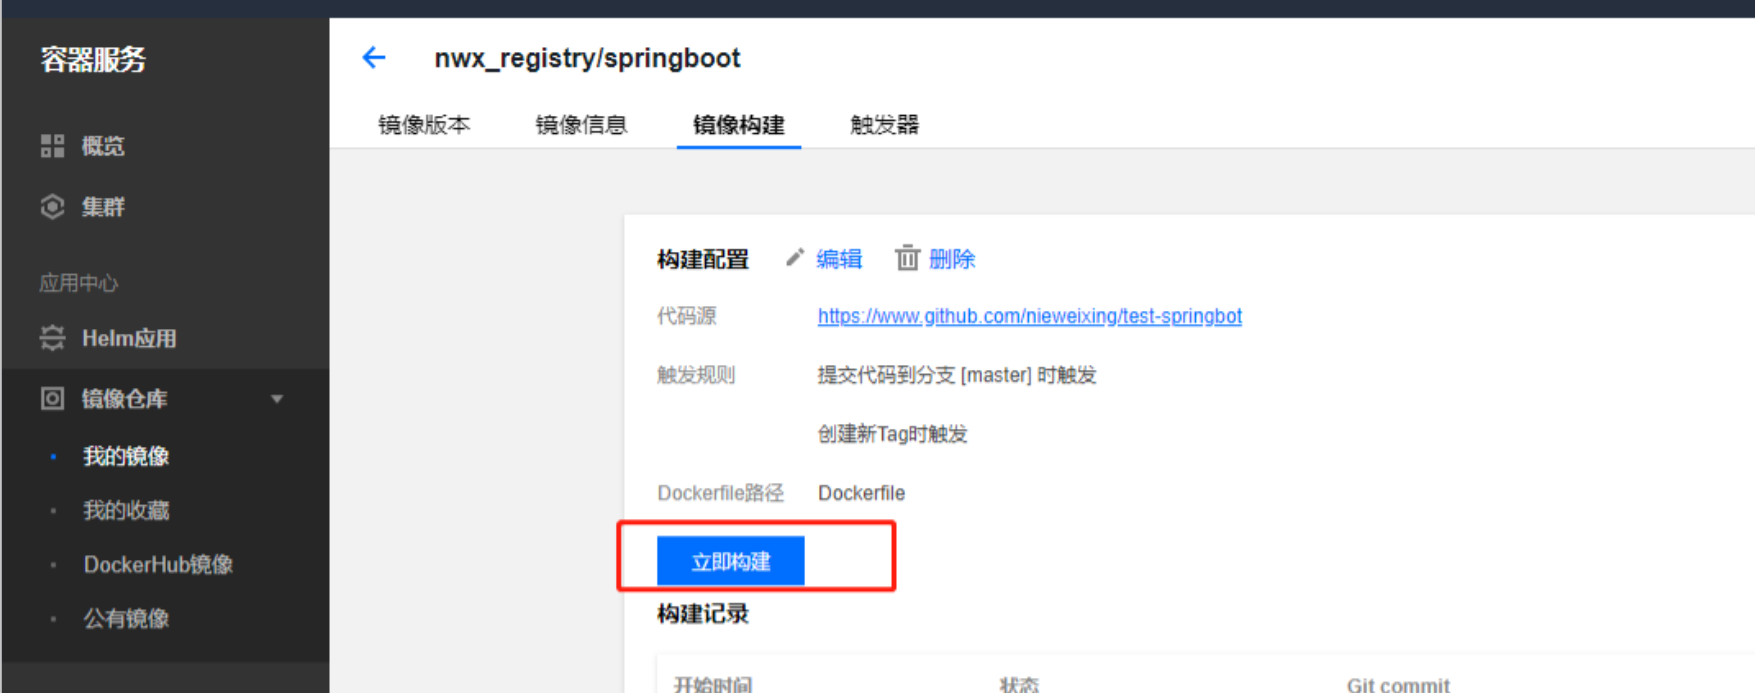 容器服务
概览
集群
应用中心
Helm应用
镜像仓库
我的镜像
我的收藏
DockerHub镜像
公有镜像
nwx_registry/springboot
镜像版本 镜像信息 镜像构建 触发器
构建配置 编辑 删除
代码源 https://www.github.com/nieweixing/test-springbot
触发规则 提交代码到分支 [master] 时触发
创建新Tag时触发
Dockerfile路径 Dockerfile
立即构建
构建记录
开始时间 状态 Git commit